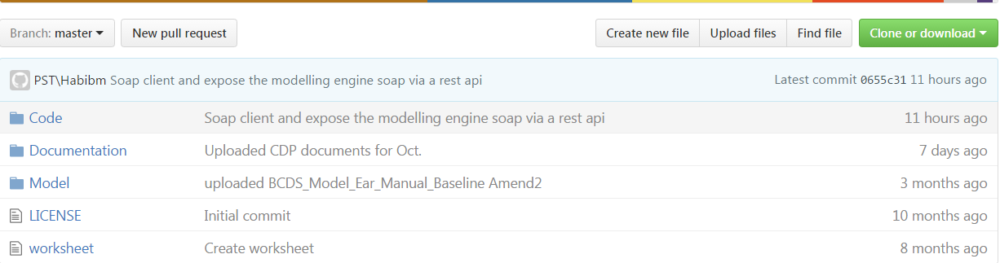 Branch: master New pull request Create new file Upload files Find file Clone or download
PST\Habibm Soap client and expose the modelling engine soap via a rest api Latest commit 0655c31 11 hours ago
Code Soap client and expose the modelling engine soap via a rest api 11 hours ago
Documentation Uploaded CDP documents for Oct. 7 days ago
Model uploaded BCDS_Model_Ear_Manual_Baseline Amend2 3 months ago
LICENSE Initial commit 10 months ago
worksheet Create worksheet 8 months ago